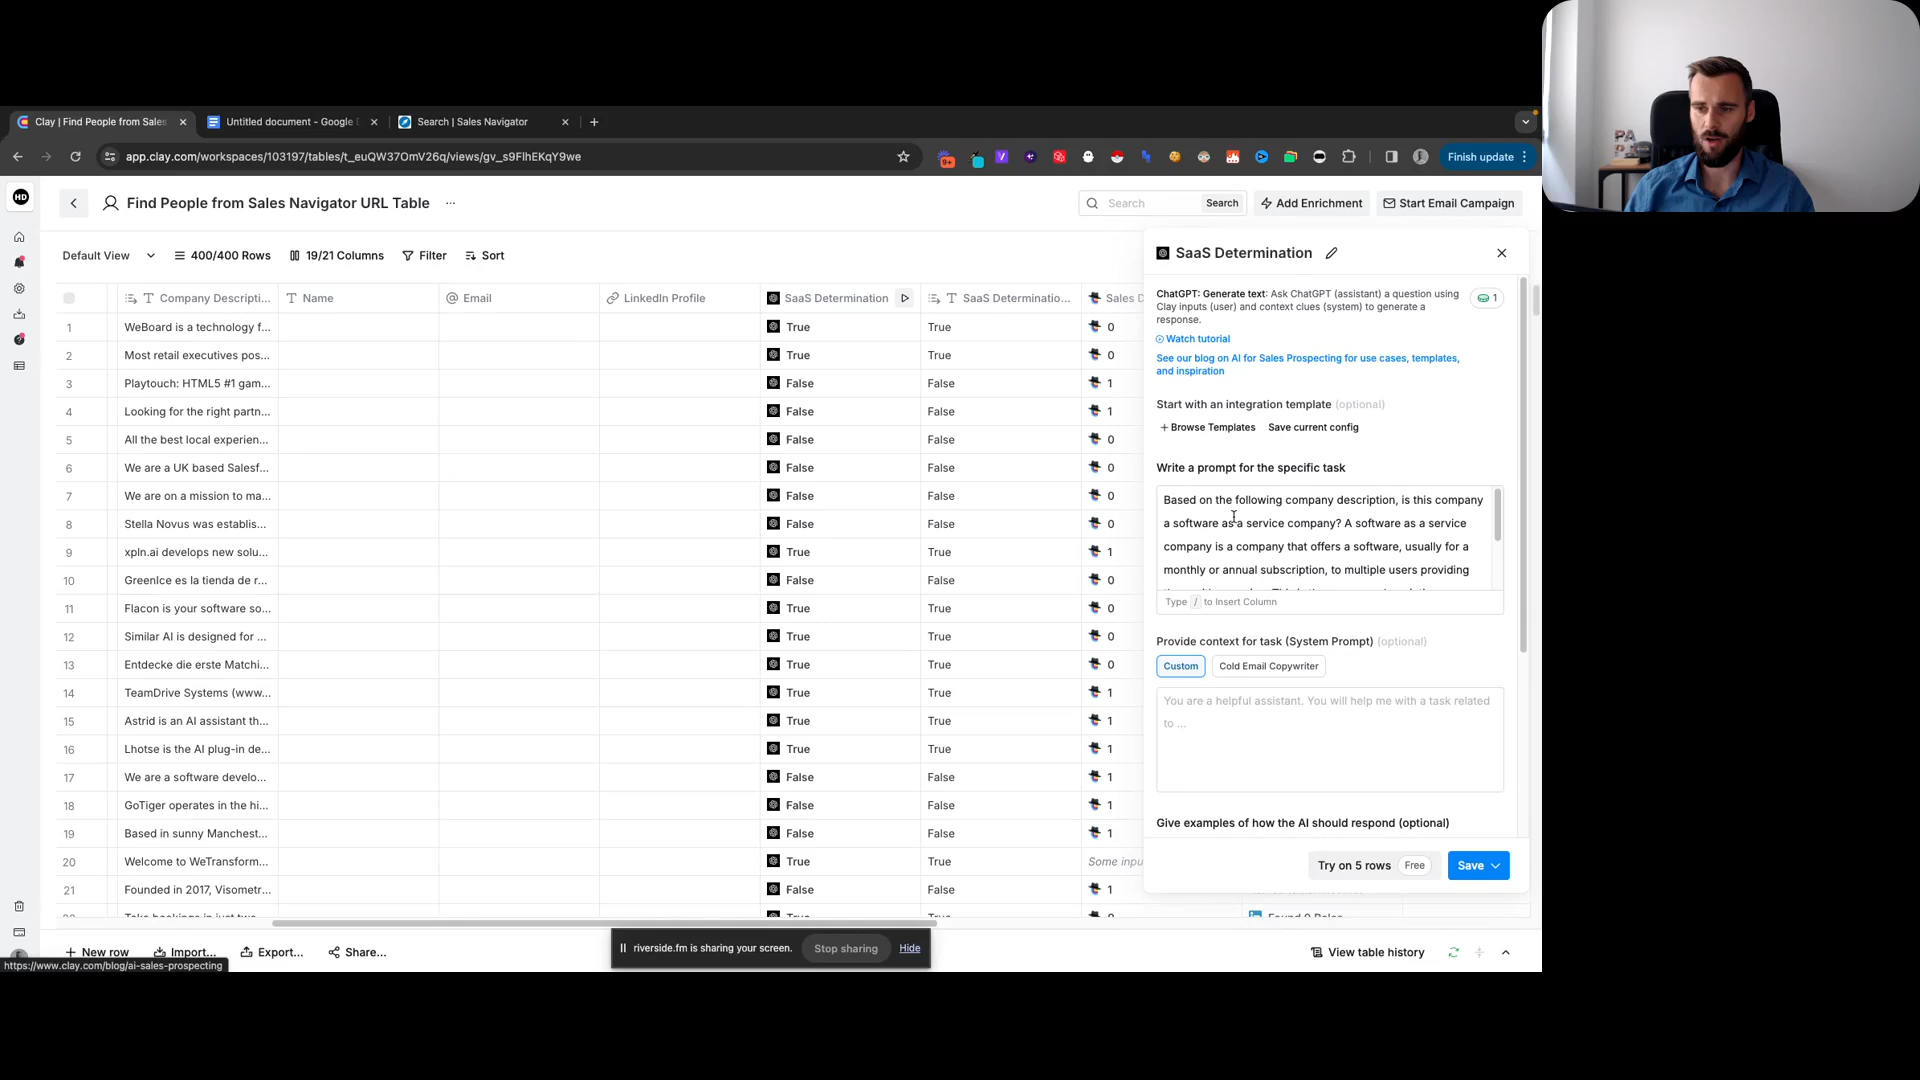 Clay | Find People from Sales
Untitled document - Google
Search | Sales Navigator
app.clay.com/workspaces/103197/tables/t_euQW37OmV26q/views/gv_s9FlhEKqY9we
9+
Finish update
HD
Find People from Sales Navigator URL Table
Search
Search
Add Enrichment
Start Email Campaign
Default View
400/400 Rows
19/21 Columns
Filter
Sort
Company Descripti...
Name
Email
LinkedIn Profile
SaaS Determination
SaaS Determinatio...
Sales D
1 WeBoard is a technology f... True True 0
2 Most retail executives pos... True True 0
3 Playtouch: HTML5 #1 gam... False False 1
4 Looking for the right partn... False False 1
5 All the best local experien... False False 0
6 We are a UK based Salesf... False False 0
7 We are on a mission to ma... False False 0
8 Stella Novus was establis... False False 0
9 xpln.ai develops new solu... True True 1
10 GreenIce es la tienda de r... False False 0
11 Flacon is your software so... False False 0
12 Similar AI is designed for ... True True 0
13 Entdecke die erste Matchi... True True 0
14 TeamDrive Systems (www... True True 1
15 Astrid is an AI assistant th... True True 1
16 Lhotse is the AI plug-in de... True True 1
17 We are a software develo... False False 1
18 GoTiger operates in the hi... False False 1
19 Based in sunny Manchest... False False 1
20 Welcome to WeTransform... True True Some inpu
21 Founded in 2017, Visometr... False False 1
SaaS Determination
ChatGPT: Generate text: Ask ChatGPT (assistant) a question using
Clay inputs (user) and context clues (system) to generate a
response.
1
Watch tutorial
See our blog on AI for Sales Prospecting for use cases, templates,
and inspiration
Start with an integration template (optional)
+ Browse Templates
Save current config
Write a prompt for the specific task
Based on the following company description, is this company
a software as a service company? A software as a service
company is a company that offers a software, usually for a
monthly or annual subscription, to multiple users providing
Type / to Insert Column
Provide context for task (System Prompt) (optional)
Custom
Cold Email Copywriter
You are a helpful assistant. You will help me with a task related
to ...
Give examples of how the AI should respond (optional)
Try on 5 rows Free
Save
+ New row
Import...
Export...
Share...
riverside.fm is sharing your screen.
Stop sharing
Hide
View table history
https://www.clay.com/blog/ai-sales-prospecting